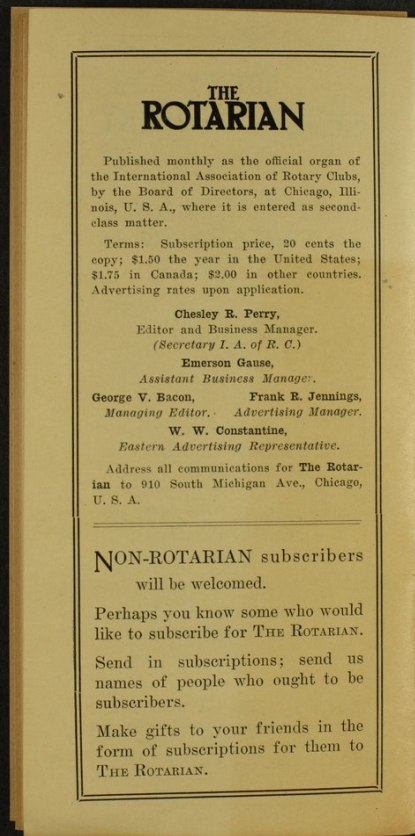 THE
ROTARIAN
Published monthly as the official organ of
the International Association of Rotary Clubs,
by the Board of Directors, at Chicago, Illi-
nois, U. S. A., where it is entered as second-
class matter.
Terms: Subscription price, 20 cents the
copy; $1.50 the year in the United States;
$1.75 in Canada; $2.00 in other countries.
Advertising rates upon application.
Chesley R. Perry,
Editor and Business Manager.
(Secretary I. A. of R. C.)
Emerson Gause,
Assistant Business Manager.
George V. Bacon, Frank R. Jennings,
Managing Editor. Advertising Manager.
W. W. Constantine,
Eastern Advertising Representative.
Address all communications for The Rotar-
ian to 910 South Michigan Ave., Chicago,
U. S. A.
NON-ROTARIAN subscribers
will be welcomed.
Perhaps you know some who would
like to subscribe for THE ROTARIAN.
Send in subscriptions; send us
names of people who ought to be
subscribers.
Make gifts to your friends in the
form of subscriptions for them to
THE ROTARIAN.